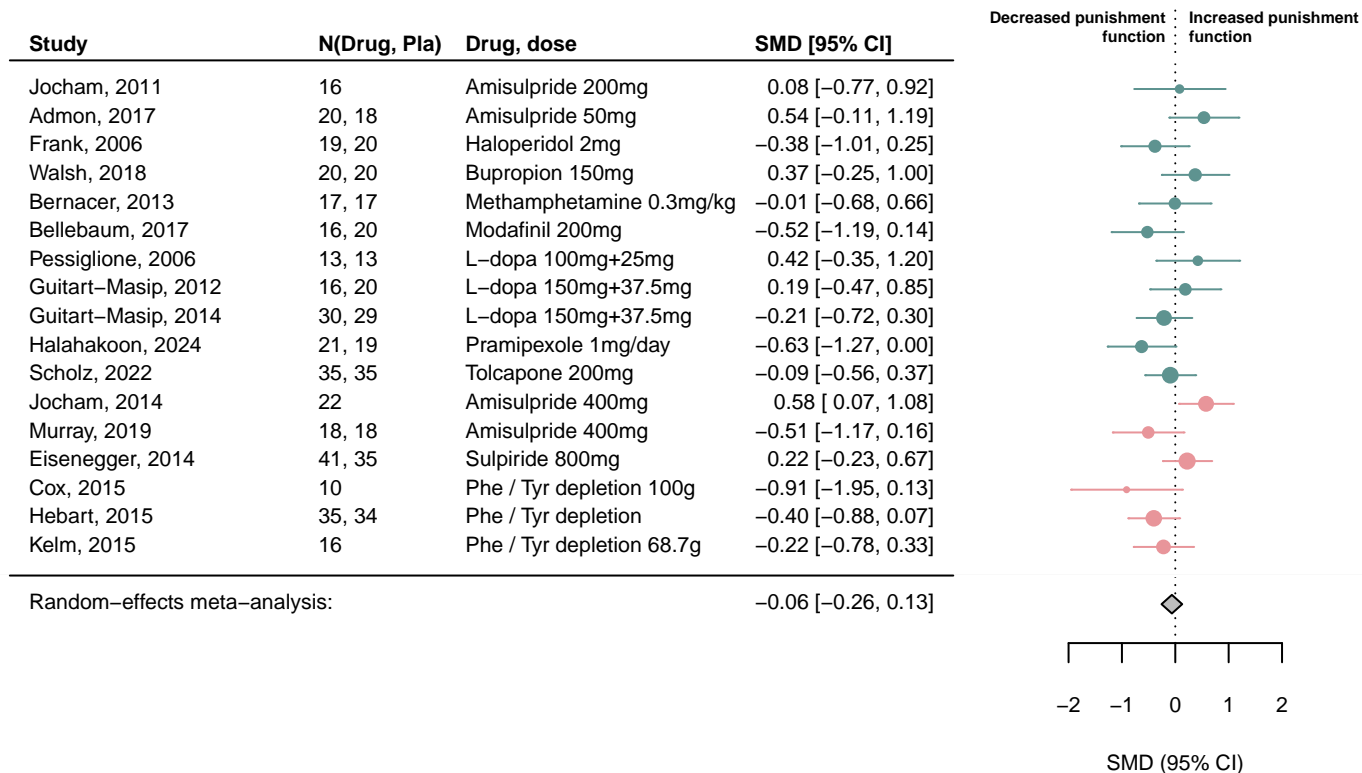 Decreased punishment function
Increased punishment function
Study N(Drug, Pla) Drug, dose SMD [95% CI]
Jocham, 2011 16 Amisulpride 200mg 0.08 [−0.77, 0.92]
Admon, 2017 20, 18 Amisulpride 50mg 0.54 [−0.11, 1.19]
Frank, 2006 19, 20 Haloperidol 2mg −0.38 [−1.01, 0.25]
Walsh, 2018 20, 20 Bupropion 150mg 0.37 [−0.25, 1.00]
Bernacer, 2013 17, 17 Methamphetamine 0.3mg/kg −0.01 [−0.68, 0.66]
Bellebaum, 2017 16, 20 Modafinil 200mg −0.52 [−1.19, 0.14]
Pessiglione, 2006 13, 13 L−dopa 100mg+25mg 0.42 [−0.35, 1.20]
Guitart−Masip, 2012 16, 20 L−dopa 150mg+37.5mg 0.19 [−0.47, 0.85]
Guitart−Masip, 2014 30, 29 L−dopa 150mg+37.5mg −0.21 [−0.72, 0.30]
Halahakoon, 2024 21, 19 Pramipexole 1mg/day −0.63 [−1.27, 0.00]
Scholz, 2022 35, 35 Tolcapone 200mg −0.09 [−0.56, 0.37]
Jocham, 2014 22 Amisulpride 400mg 0.58 [ 0.07, 1.08]
Murray, 2019 18, 18 Amisulpride 400mg −0.51 [−1.17, 0.16]
Eisenegger, 2014 41, 35 Sulpiride 800mg 0.22 [−0.23, 0.67]
Cox, 2015 10 Phe / Tyr depletion 100g −0.91 [−1.95, 0.13]
Hebart, 2015 35, 34 Phe / Tyr depletion −0.40 [−0.88, 0.07]
Kelm, 2015 16 Phe / Tyr depletion 68.7g −0.22 [−0.78, 0.33]
Random−effects meta−analysis: −0.06 [−0.26, 0.13]
−2 −1 0 1 2
SMD (95% CI)